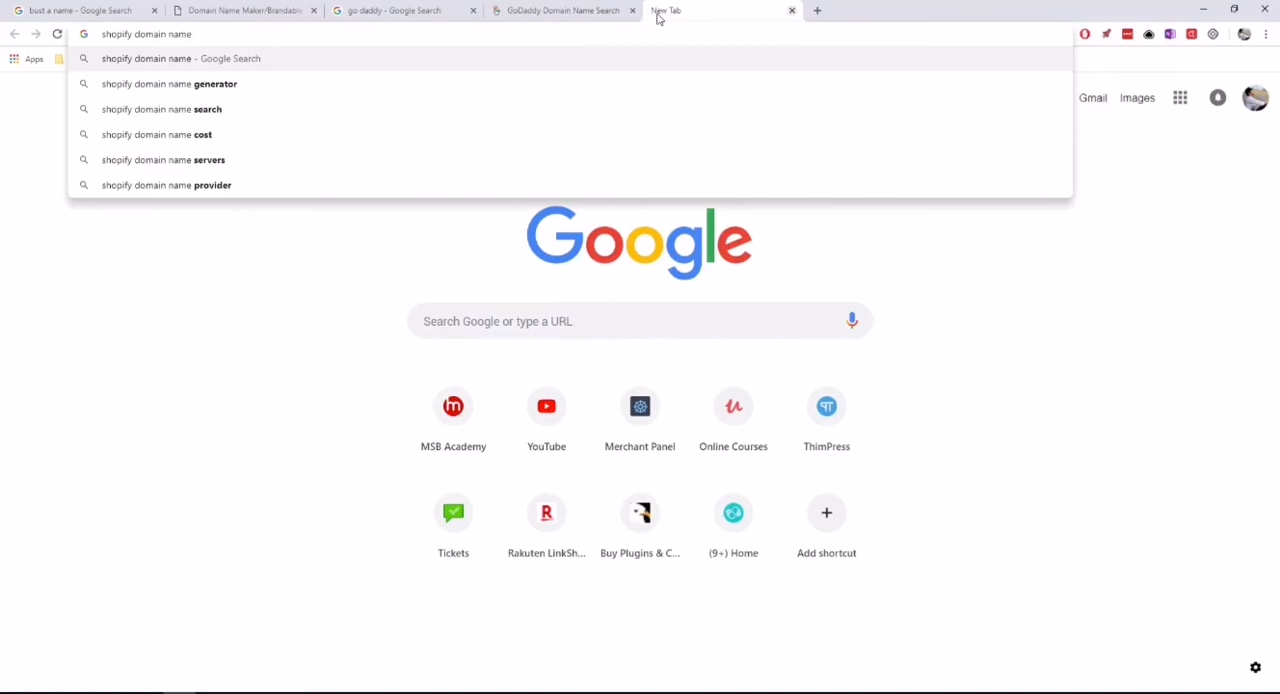 bust a name - Google Search
Domain Name Maker/Brandable
go daddy - Google Search
GoDaddy Domain Name Search
New Tab
shopify domain name
Apps
shopify domain name - Google Search
shopify domain name generator
shopify domain name search
shopify domain name cost
shopify domain name servers
shopify domain name provider
Gmail
Images
Google
Search Google or type a URL
MSB Academy
YouTube
Merchant Panel
Online Courses
ThimPress
Tickets
Rakuten LinkSh...
Buy Plugins & C...
(9+) Home
Add shortcut